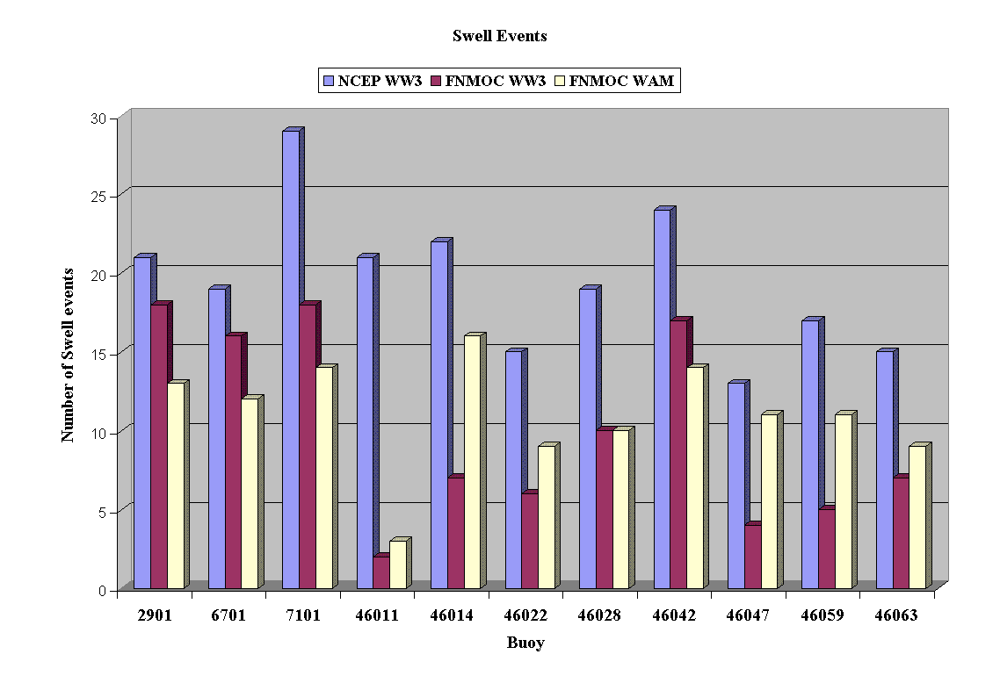 Swell Events
NCEP WW3 FNMOC WW3 FNMOC WAM
30
25
20
15
10
5
0
Number of Swell events
2901 6701 7101 46011 46014 46022 46028 46042 46047 46059 46063
Buoy